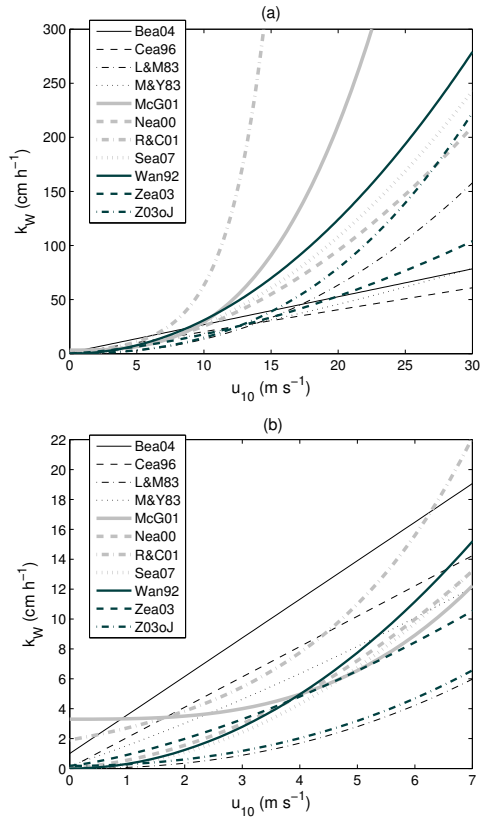 (a)
300
250
200
150
100
50
0
k_W (cm h⁻¹)
Bea04
Cea96
L&M83
M&Y83
McG01
Nea00
R&C01
Sea07
Wan92
Zea03
Z03oJ
0 5 10 15 20 25 30
u₁₀ (m s⁻¹)
(b)
22
20
18
16
14
12
10
8
6
4
2
0
k_W (cm h⁻¹)
Bea04
Cea96
L&M83
M&Y83
McG01
Nea00
R&C01
Sea07
Wan92
Zea03
Z03oJ
0 1 2 3 4 5 6 7
u₁₀ (m s⁻¹)